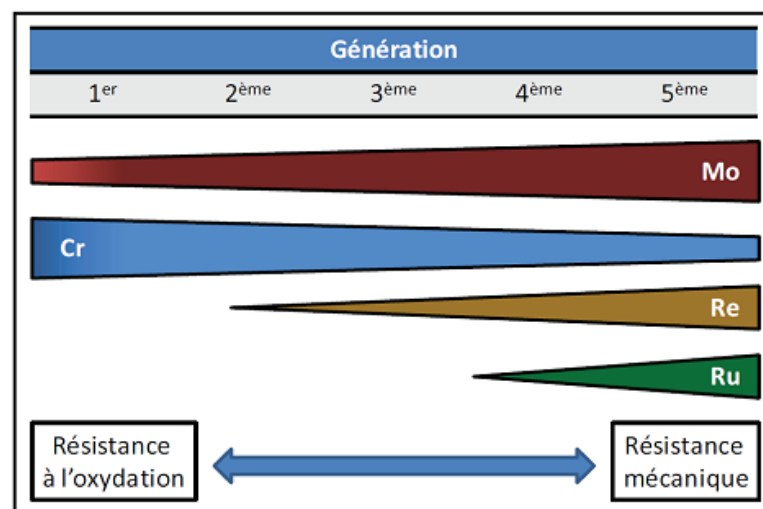 Génération
1er 2ème 3ème 4ème 5ème
Mo
Cr
Re
Ru
Résistance
à l'oxydation
Résistance
mécanique